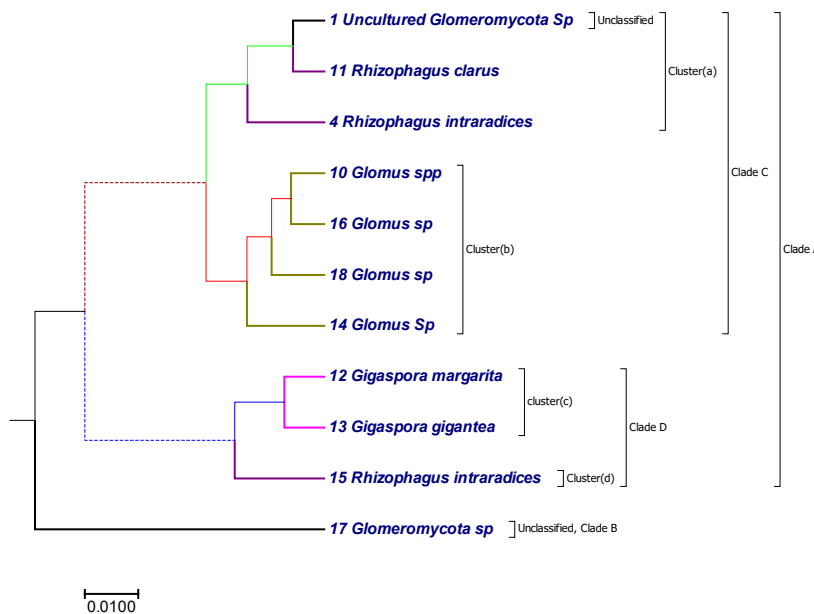 1 Uncultured Glomeromycota Sp
Unclassified
11 Rhizophagus clarus
Cluster(a)
4 Rhizophagus intraradices
10 Glomus spp
Clade C
16 Glomus sp
Cluster(b)
Clade
18 Glomus sp
14 Glomus Sp
12 Gigaspora margarita
cluster(c)
13 Gigaspora gigantea
Clade D
15 Rhizophagus intraradices
Cluster(d)
17 Glomeromycota sp
Unclassified, Clade B
0.0100